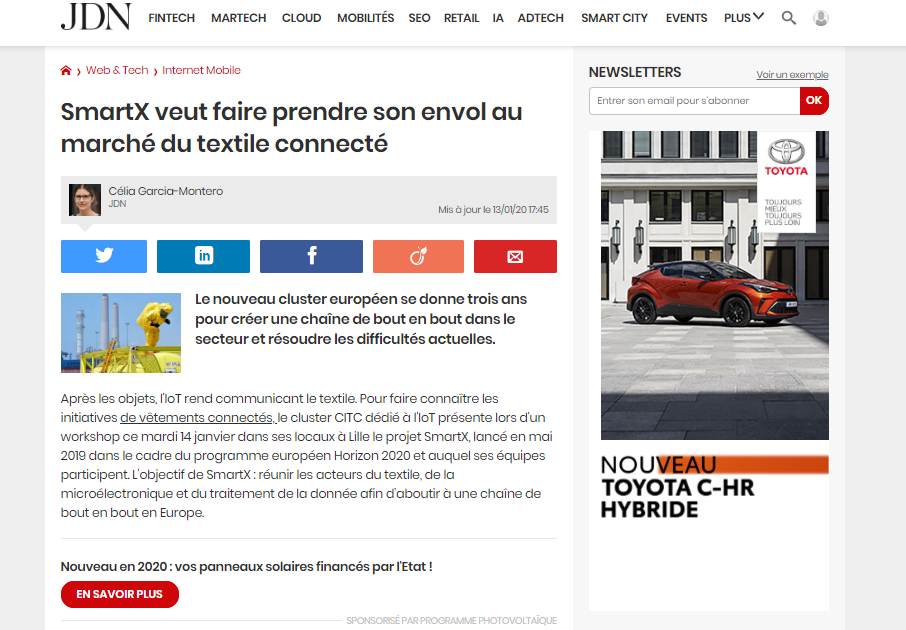 JDN
FINTECH MARTECH CLOUD MOBILITÉS SEO RETAIL IA ADTECH SMART CITY EVENTS PLUS
Web & Tech › Internet Mobile
SmartX veut faire prendre son envol au
marché du textile connecté
Célia Garcia-Montero
JDN
Mis à jour le 13/01/20 17:45
in
f
Le nouveau cluster européen se donne trois ans
pour créer une chaîne de bout en bout dans le
secteur et résoudre les difficultés actuelles.
Après les objets, l'IoT rend communicant le textile. Pour faire connaître les
initiatives de vêtements connectés, le cluster CITC dédié à l'IoT présente lors d'un
workshop ce mardi 14 janvier dans ses locaux à Lille le projet SmartX, lancé en mai
2019 dans le cadre du programme européen Horizon 2020 et auquel ses équipes
participent. L'objectif de SmartX : réunir les acteurs du textile, de la
microélectronique et du traitement de la donnée afin d'aboutir à une chaîne de
bout en bout en Europe.
Nouveau en 2020 : vos panneaux solaires financés par l'Etat !
EN SAVOIR PLUS
SPONSORISÉ PAR PROGRAMME PHOTOVOLTAÏQUE
NEWSLETTERS
Voir un exemple
Entrer son email pour s'abonner
OK
TOYOTA
TOUJOURS
MIEUX
TOUJOURS
PLUS LOIN
NOUVEAU
TOYOTA C-HR
HYBRIDE